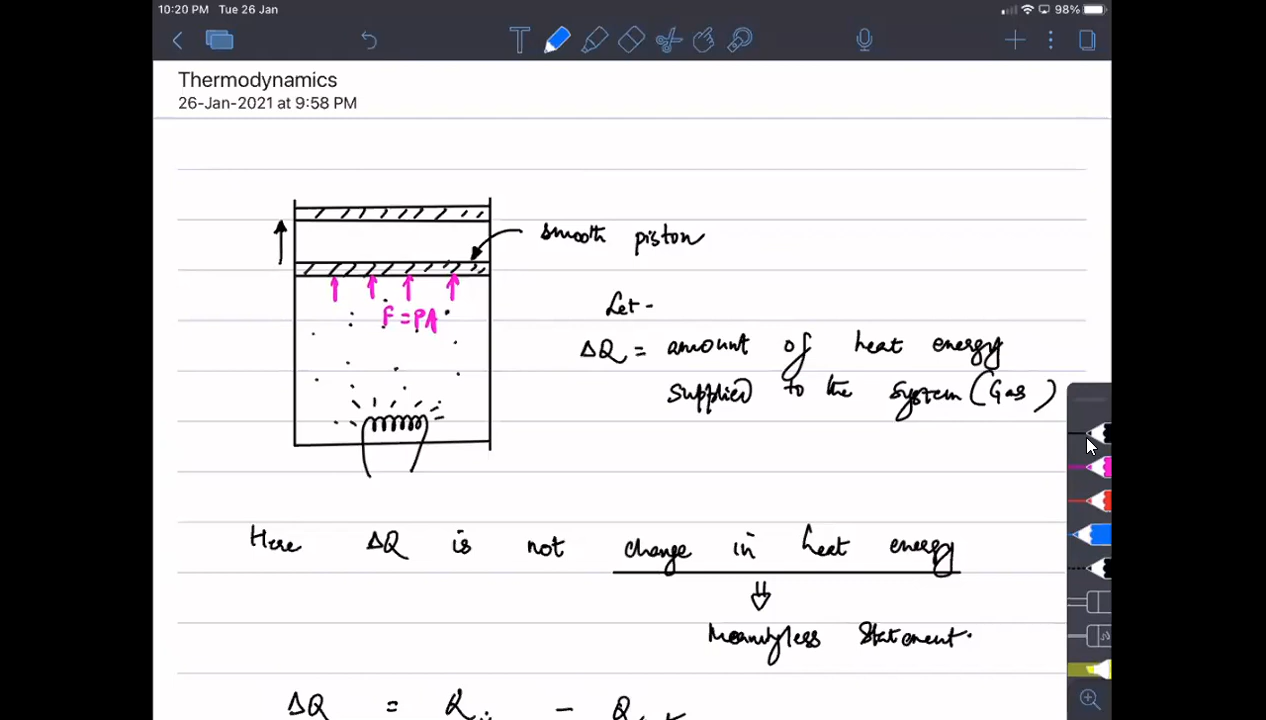 10:20 PM Tue 26 Jan
98%
Thermodynamics
26-Jan-2021 at 9:58 PM
smooth piston
F = PA
Let -
ΔQ = amount of heat energy
supplied to the system (Gas)
Here ΔQ is not change in heat energy
⇓
Meaningless Statement.
ΔQ = Q - Q